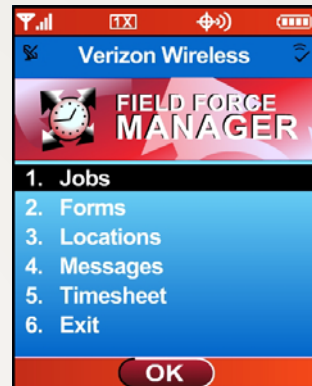 1X
Verizon Wireless
FIELD FORCE
MANAGER
1. Jobs
2. Forms
3. Locations
4. Messages
5. Timesheet
6. Exit
OK